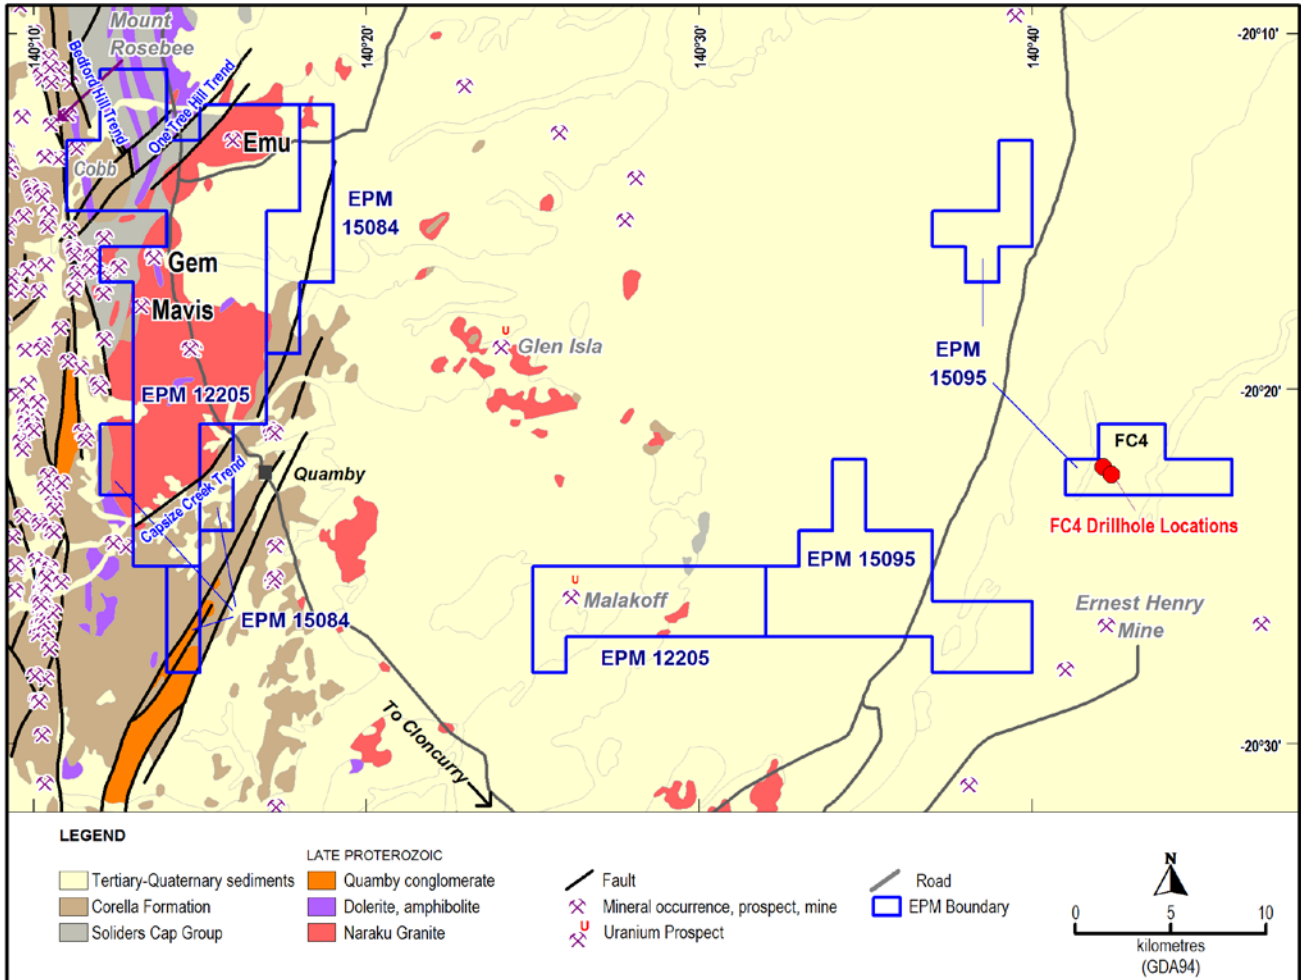 140°10'
140°20'
140°30'
140°40'
-20°10'
Mount
Rosebee
Bedford Hill Trend
One Tree Hill Trend
Emu
Cobb
EPM
15084
Gem
Mavis
U
Glen Isla
EPM
15095
-20°20'
EPM 12205
FC4
Quamby
Capsize Creek Trend
FC4 Drillhole Locations
EPM 15095
U
Malakoff
Ernest Henry
Mine
EPM 15084
EPM 12205
To Cloncurry
-20°30'
LEGEND
LATE PROTEROZOIC
Tertiary-Quaternary sediments
Corella Formation
Soliders Cap Group
Quamby conglomerate
Dolerite, amphibolite
Naraku Granite
Fault
Mineral occurrence, prospect, mine
U
Uranium Prospect
Road
EPM Boundary
N
0 5 10
kilometres
(GDA94)